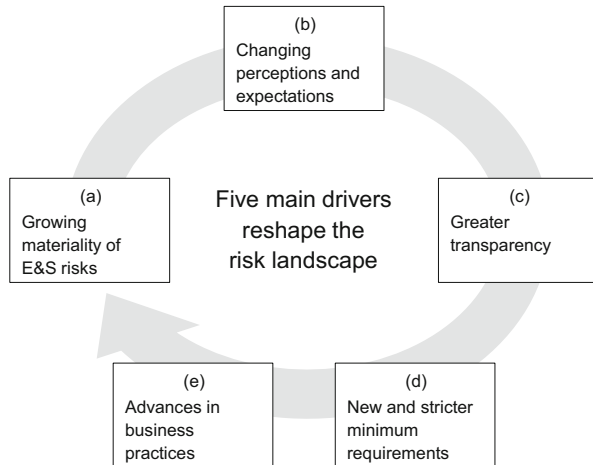 (b)
Changing
perceptions and
expectations
(a)
Growing
materiality of
E&S risks
Five main drivers
reshape the
risk landscape
(c)
Greater
transparency
(e)
Advances in
business
practices
(d)
New and stricter
minimum
requirements